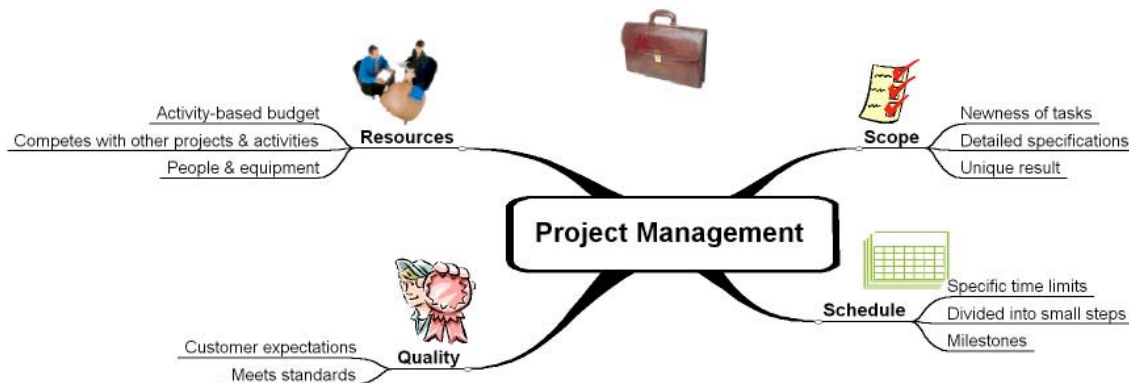 Project Management
Resources
Activity-based budget
Competes with other projects & activities
People & equipment
Scope
Newness of tasks
Detailed specifications
Unique result
Quality
Customer expectations
Meets standards
Schedule
Specific time limits
Divided into small steps
Milestones